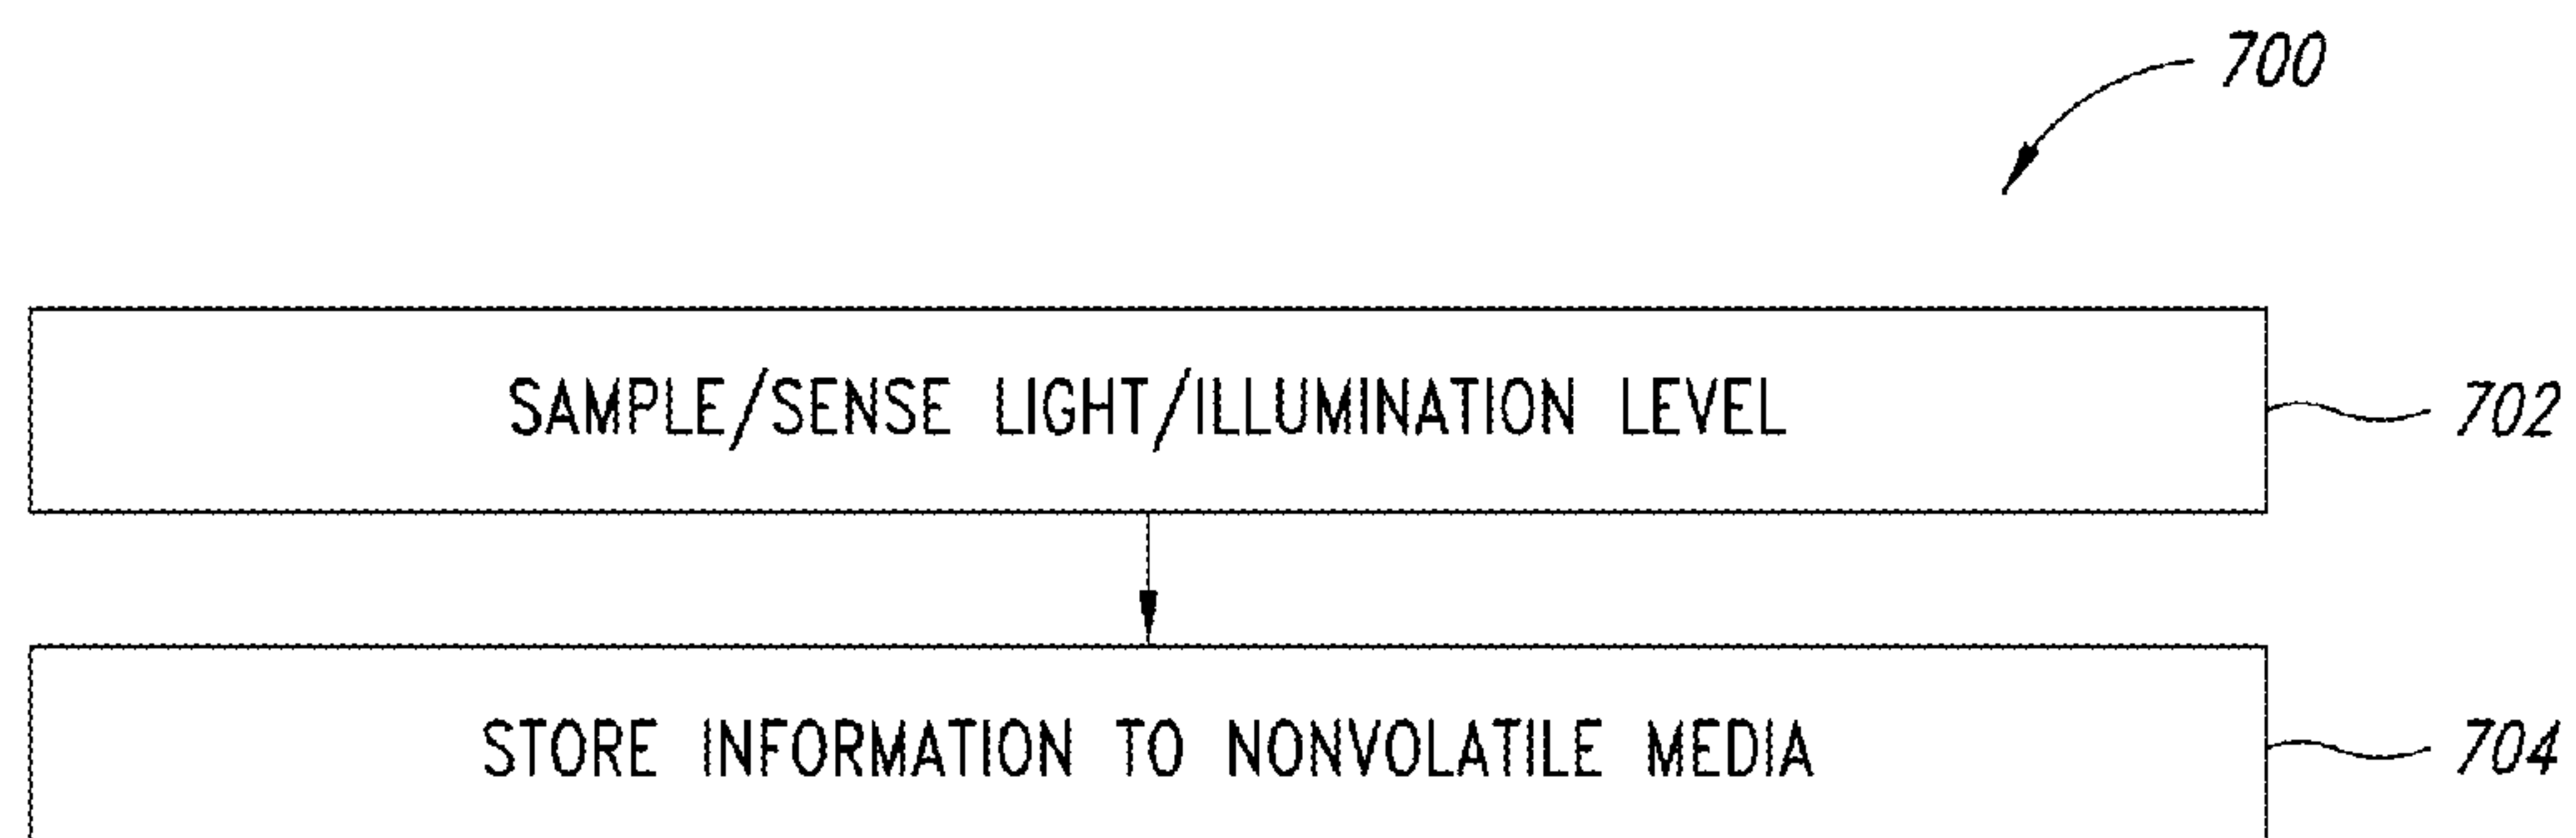 700
SAMPLE/SENSE LIGHT/ILLUMINATION LEVEL
702
STORE INFORMATION TO NONVOLATILE MEDIA
704